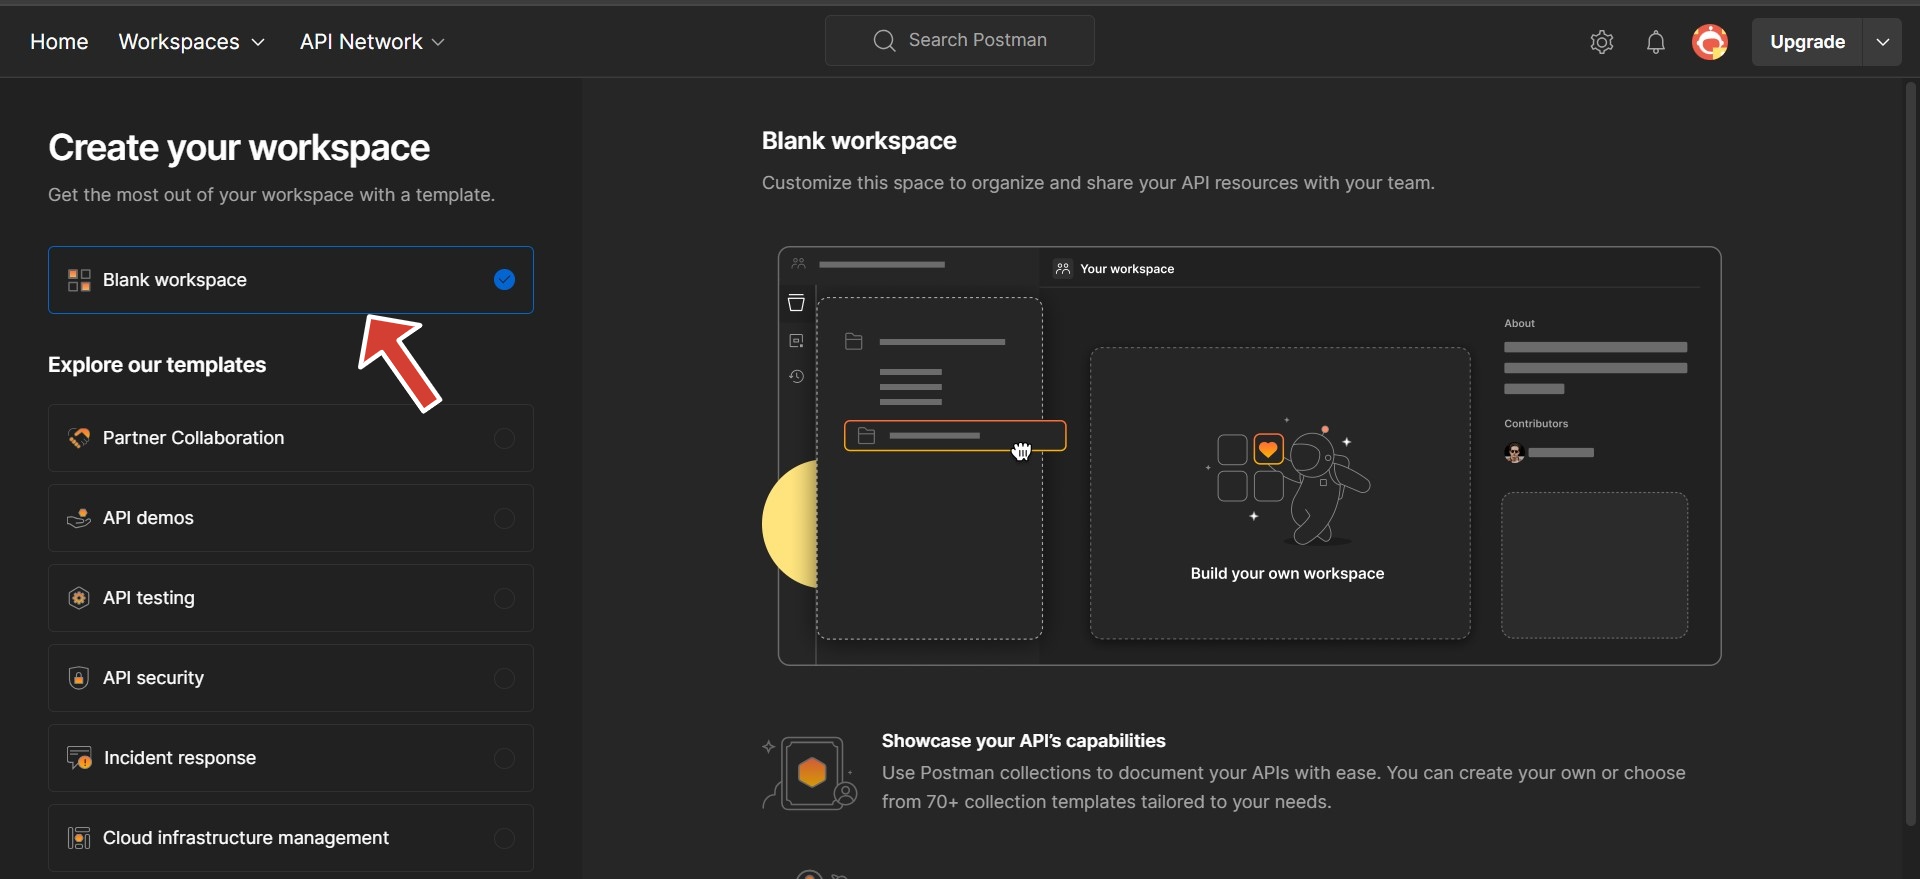 Home
Workspaces
API Network
Search Postman
Upgrade
Create your workspace
Get the most out of your workspace with a template.
Blank workspace
Explore our templates
Partner Collaboration
API demos
API testing
API security
Incident response
Cloud infrastructure management
Blank workspace
Customize this space to organize and share your API resources with your team.
Your workspace
About
Contributors
Build your own workspace
Showcase your API’s capabilities
Use Postman collections to document your APIs with ease. You can create your own or choose
from 70+ collection templates tailored to your needs.